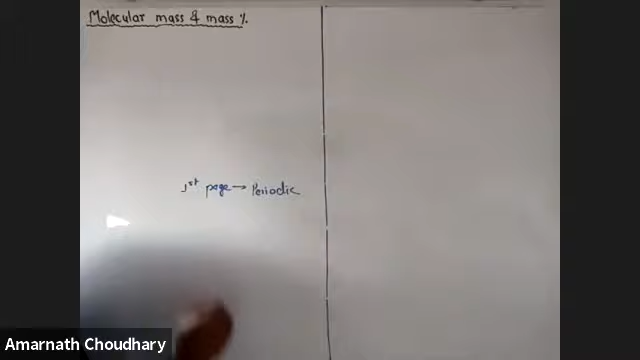 Molecular mass & mass %.
1st page → Periodic
Amarnath Choudhary